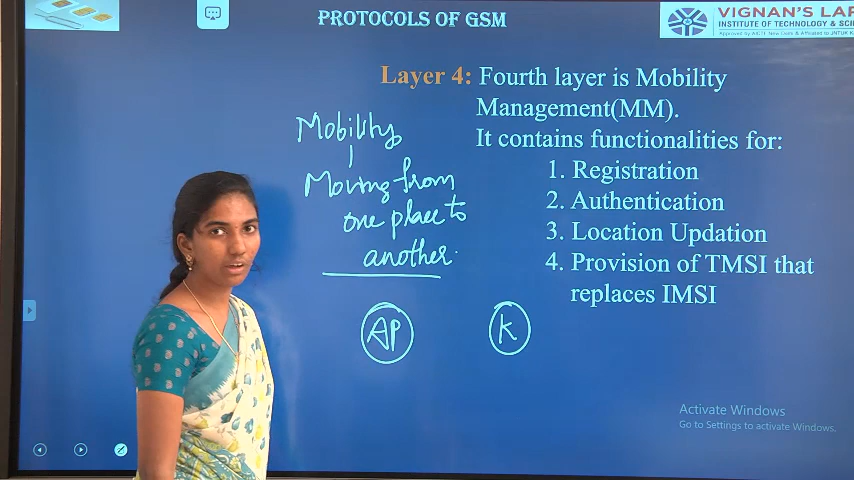 PROTOCOLS OF GSM
VIGNAN'S LAR
INSTITUTE OF TECHNOLOGY & SCI
Layer 4: Fourth layer is Mobility
Management(MM).
It contains functionalities for:
1. Registration
2. Authentication
3. Location Updation
4. Provision of TMSI that
replaces IMSI
Mobility
Moving from
one place to
another.
AP
K
Activate Windows
Go to Settings to activate Windows.